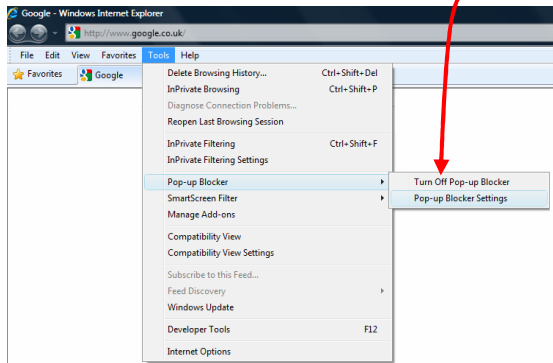 Google - Windows Internet Explorer
http://www.google.co.uk/
File Edit View Favorites Tools Help
Favorites Google
Delete Browsing History... Ctrl+Shift+Del
InPrivate Browsing Ctrl+Shift+P
Diagnose Connection Problems...
Reopen Last Browsing Session
InPrivate Filtering Ctrl+Shift+F
InPrivate Filtering Settings
Pop-up Blocker Turn Off Pop-up Blocker
SmartScreen Filter Pop-up Blocker Settings
Manage Add-ons
Compatibility View
Compatibility View Settings
Subscribe to this Feed...
Feed Discovery
Windows Update
Developer Tools F12
Internet Options